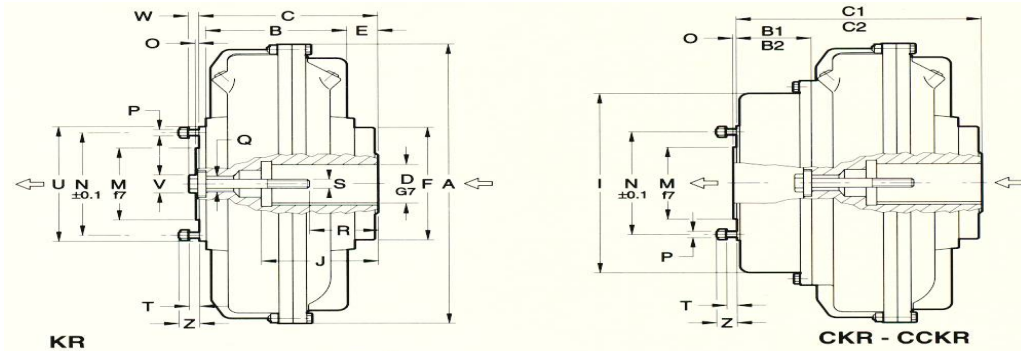 W
C
B
E
O
P
Q
U
N
±0.1
M
f7
V
S
D
G7
F
A
R
J
T
Z
KR
C1
C2
O
B1
B2
I
N
±0.1
M
f7
P
T
Z
CKR - CCKR